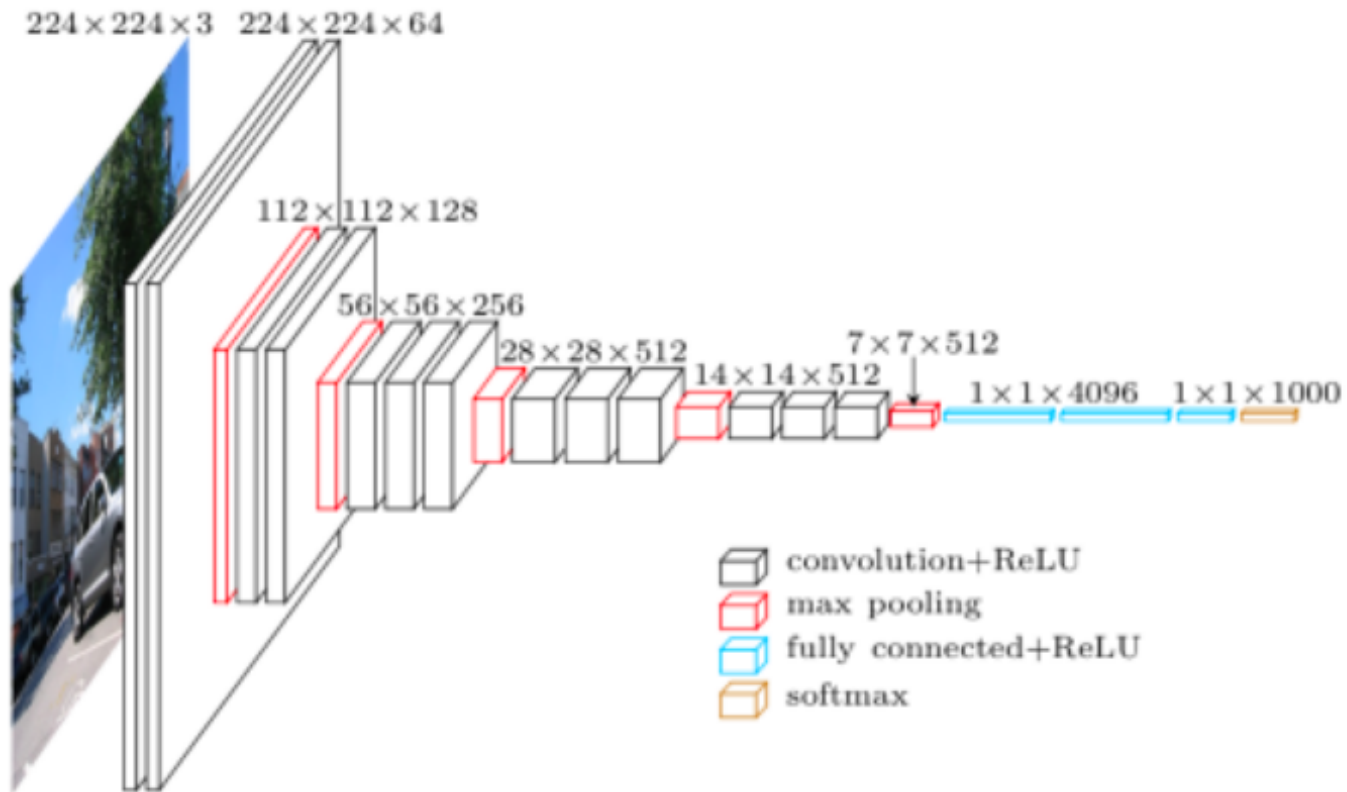 224×224×3
224×224×64
112×112×128
56×56×256
28×28×512
14×14×512
7×7×512
1×1×4096
1×1×1000
convolution+ReLU
max pooling
fully connected+ReLU
softmax